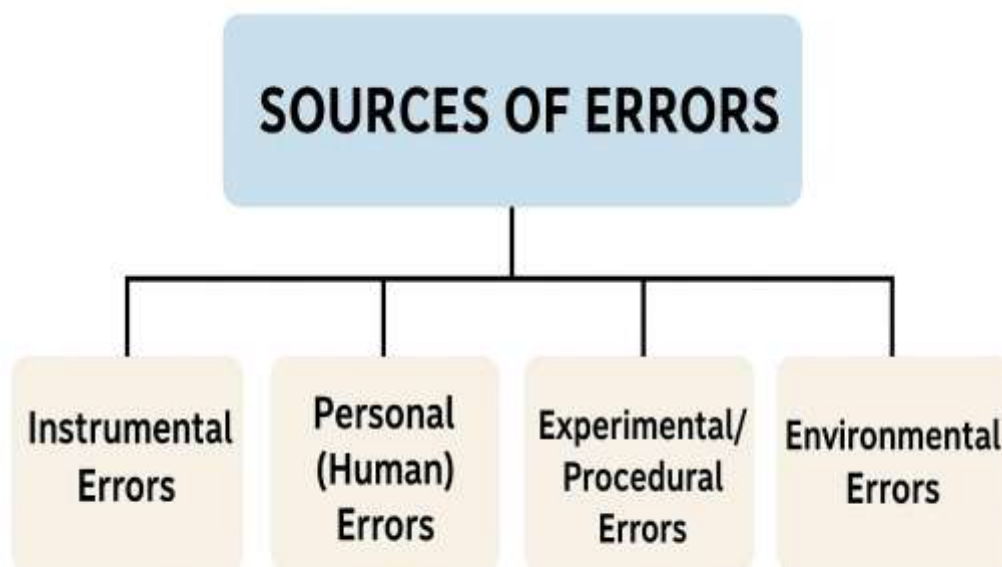 SOURCES OF ERRORS
Instrumental
Errors
Personal
(Human)
Errors
Experimental/
Procedural
Errors
Environmental
Errors